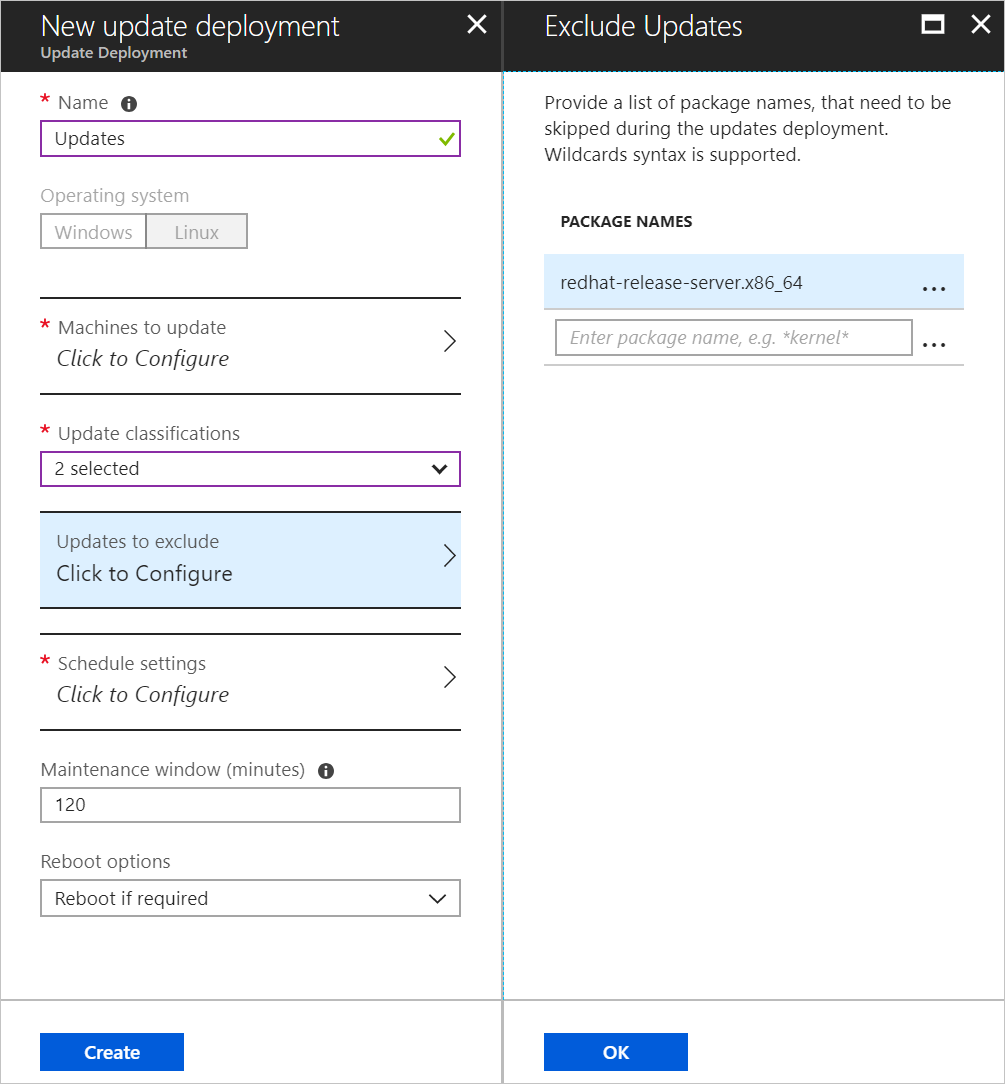 New update deployment
Update Deployment
* Name
Updates
Operating system
Windows Linux
* Machines to update
Click to Configure
* Update classifications
2 selected
Updates to exclude
Click to Configure
* Schedule settings
Click to Configure
Maintenance window (minutes)
120
Reboot options
Reboot if required
Create
Exclude Updates
Provide a list of package names, that need to be
skipped during the updates deployment.
Wildcards syntax is supported.
PACKAGE NAMES
redhat-release-server.x86_64 ...
Enter package name, e.g. *kernel* ...
OK